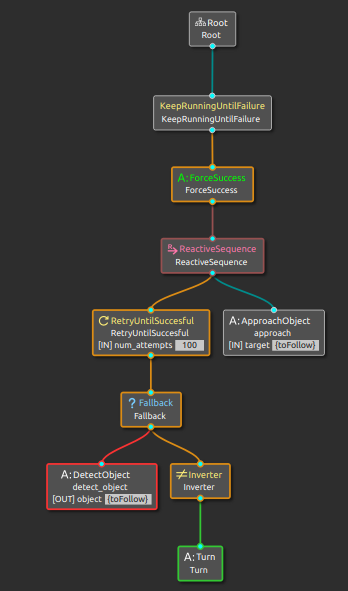 Root
Root
KeepRunningUntilFailure
KeepRunningUntilFailure
A: ForceSuccess
ForceSuccess
ReactiveSequence
ReactiveSequence
RetryUntilSuccesful
RetryUntilSuccesful
[IN] num_attempts 100
A: ApproachObject
approach
[IN] target {toFollow}
? Fallback
Fallback
A: DetectObject
detect_object
[OUT] object {toFollow}
≠ Inverter
Inverter
A: Turn
Turn